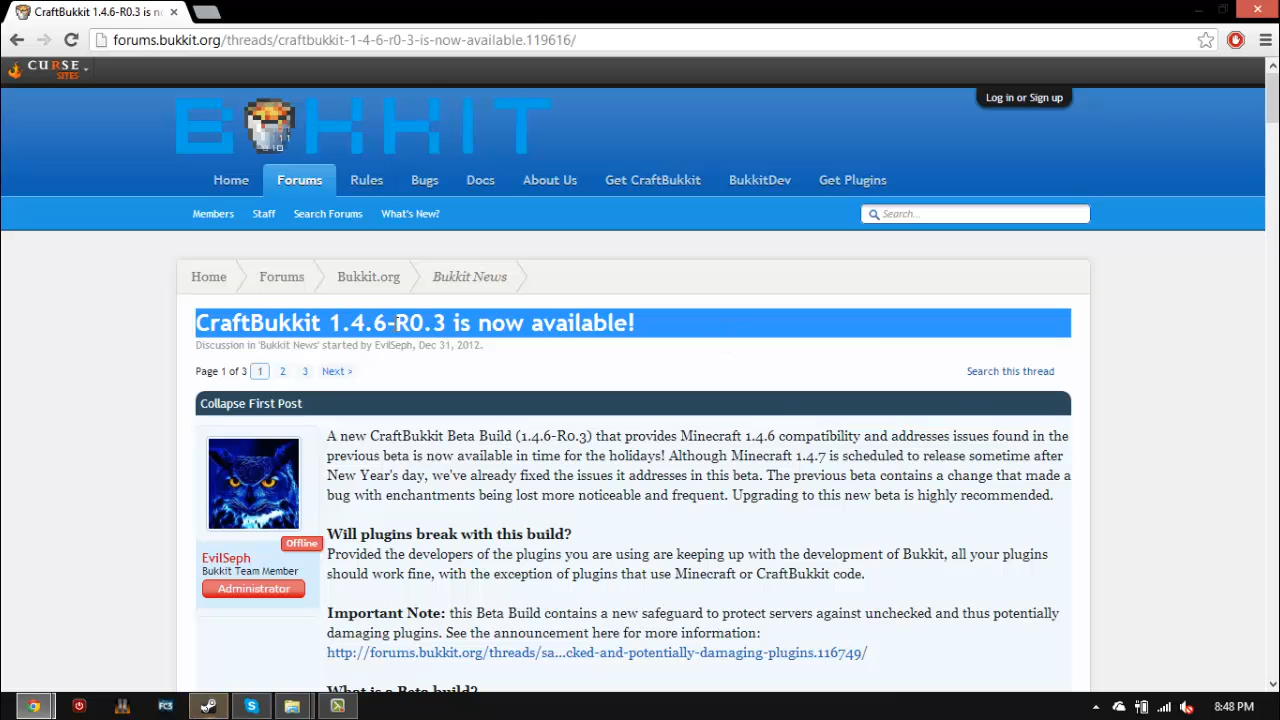 CraftBukkit 1.4.6-R0.3 is n
forums.bukkit.org/threads/craftbukkit-1-4-6-r0-3-is-now-available.119616/
CURSE
SITES
Log in or Sign up
BUKKIT
Home Forums Rules Bugs Docs About Us Get CraftBukkit BukkitDev Get Plugins
Members Staff Search Forums What's New? Search...
Home Forums Bukkit.org Bukkit News
CraftBukkit 1.4.6-R0.3 is now available!
Discussion in 'Bukkit News' started by EvilSeph, Dec 31, 2012.
Page 1 of 3 1 2 3 Next > Search this thread
Collapse First Post
A new CraftBukkit Beta Build (1.4.6-R0.3) that provides Minecraft 1.4.6 compatibility and addresses issues found in the
previous beta is now available in time for the holidays! Although Minecraft 1.4.7 is scheduled to release sometime after
New Year's day, we've already fixed the issues it addresses in this beta. The previous beta contains a change that made a
bug with enchantments being lost more noticeable and frequent. Upgrading to this new beta is highly recommended.
Will plugins break with this build?
Offline
Provided the developers of the plugins you are using are keeping up with the development of Bukkit, all your plugins
should work fine, with the exception of plugins that use Minecraft or CraftBukkit code.
EvilSeph
Bukkit Team Member
Administrator
Important Note: this Beta Build contains a new safeguard to protect servers against unchecked and thus potentially
damaging plugins. See the announcement here for more information:
http://forums.bukkit.org/threads/sa...cked-and-potentially-damaging-plugins.116749/
What is a Beta build?
FC3
8:48 PM